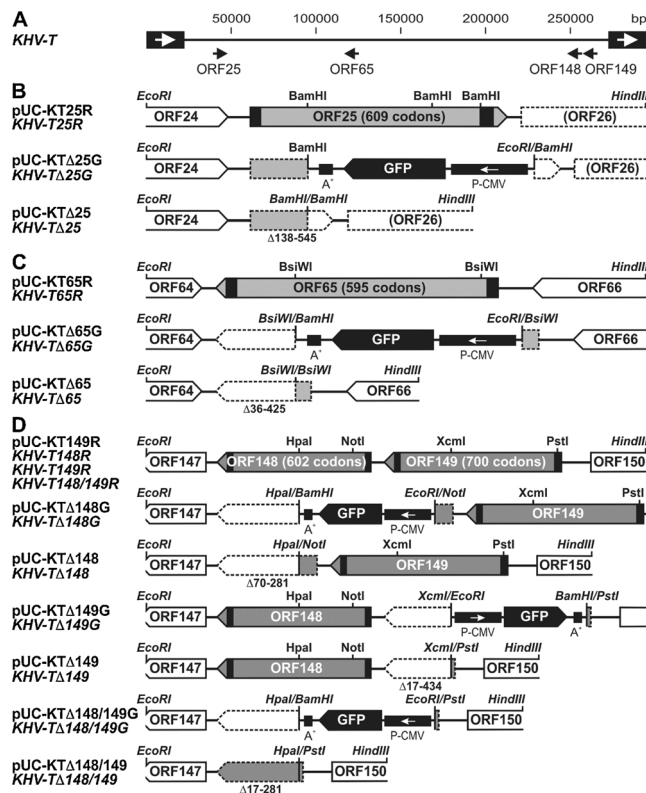 A
KHV-T
50000 100000 150000 200000 250000 bp
ORF25 ORF65 ORF148 ORF149
B
EcoRI BamHI BamHI BamHI HindIII
pUC-KT25R
KHV-T25R
ORF24 ORF25 (609 codons) (ORF26)
BamHI EcoRI/BamHI
pUC-KTΔ25G
KHV-TΔ25G
ORF24 GFP (ORF26)
A+ P-CMV
EcoRI BamHI/BamHI HindIII
pUC-KTΔ25
KHV-TΔ25
ORF24 (ORF26)
Δ138-545
C
EcoRI BsiWI BsiWI HindIII
pUC-KT65R
KHV-T65R
ORF64 ORF65 (595 codons) ORF66
EcoRI BsiWI/BamHI EcoRI/BsiWI
pUC-KTΔ65G
KHV-TΔ65G
ORF64 GFP ORF66
A+ P-CMV
EcoRI BsiWI/BsiWI HindIII
pUC-KTΔ65
KHV-TΔ65
ORF64 ORF66
Δ36-425
D
pUC-KT149R
KHV-T148R
KHV-T149R
KHV-T148/149R
EcoRI HpaI NotI XcmI PstI HindIII
ORF147 ORF148 (602 codons) ORF149 (700 codons) ORF150
EcoRI HpaI/BamHI EcoRI/NotI XcmI PstI
pUC-KTΔ148G
KHV-TΔ148G
ORF147 GFP ORF149
A+ P-CMV
EcoRI HpaI/NotI XcmI PstI HindIII
pUC-KTΔ148
KHV-TΔ148
ORF147 ORF149 ORF150
Δ70-281
EcoRI HpaI NotI XcmI/EcoRI BamHI/PstI
pUC-KTΔ149G
KHV-TΔ149G
ORF147 ORF148 GFP
P-CMV A+
EcoRI HpaI NotI XcmI/PstI HindIII
pUC-KTΔ149
KHV-TΔ149
ORF147 ORF148 ORF150
Δ17-434
EcoRI HpaI/BamHI EcoRI/PstI HindIII
pUC-KTΔ148/149G
KHV-TΔ148/149G
ORF147 GFP ORF150
A+ P-CMV
EcoRI HpaI/PstI HindIII
pUC-KTΔ148/149
KHV-TΔ148/149
ORF147 ORF150
Δ17-281